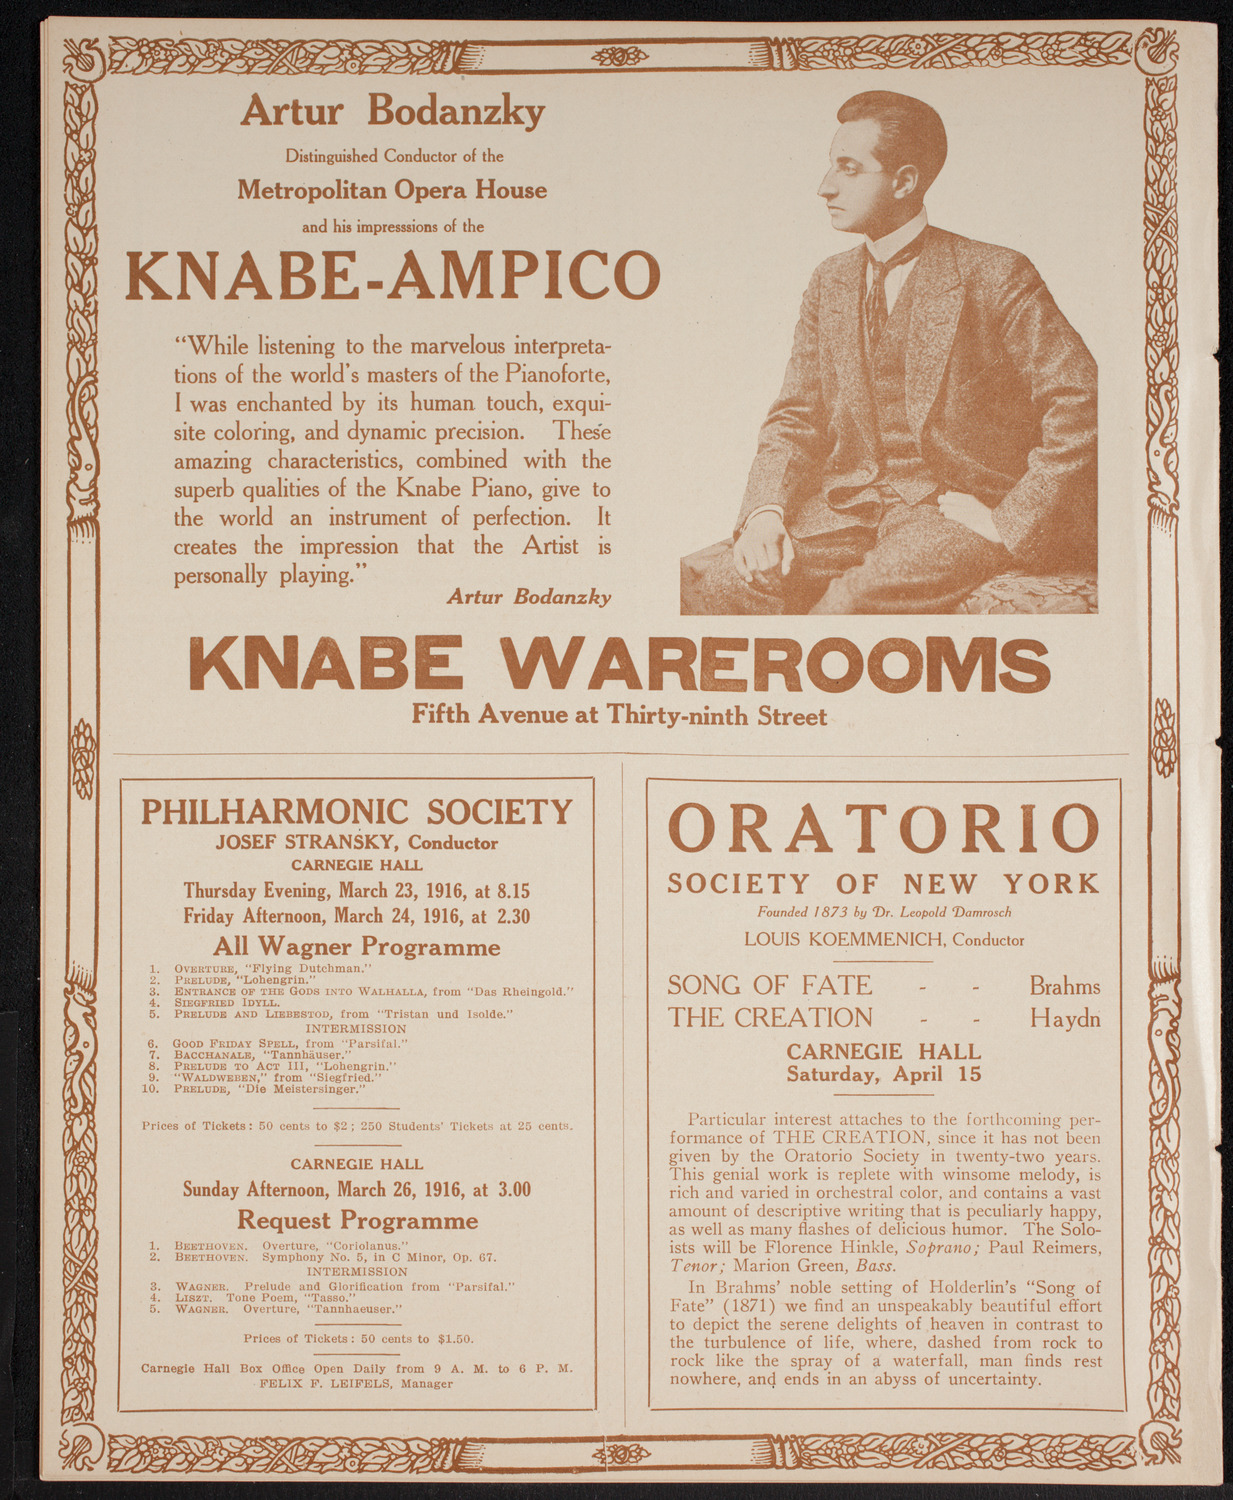 Artur Bodanzky
Distinguished Conductor of the
Metropolitan Opera House
and his impresssions of the
KNABE-AMPICO
“While listening to the marvelous interpreta-
tions of the world's masters of the Pianoforte,
I was enchanted by its human touch, exqui-
site coloring, and dynamic precision. These
amazing characteristics, combined with the
superb qualities of the Knabe Piano, give to
the world an instrument of perfection. It
creates the impression that the Artist is
personally playing.”
Artur Bodanzky
KNABE WAREROOMS
Fifth Avenue at Thirty-ninth Street
PHILHARMONIC SOCIETY
JOSEF STRANSKY, Conductor
CARNEGIE HALL
Thursday Evening, March 23, 1916, at 8.15
Friday Afternoon, March 24, 1916, at 2.30
All Wagner Programme
1. OVERTURE, “Flying Dutchman.”
2. PRELUDE, “Lohengrin.”
3. ENTRANCE OF THE GODS INTO WALHALLA, from “Das Rheingold.”
4. SIEGFRIED IDYLL.
5. PRELUDE AND LIEBESTOD, from “Tristan und Isolde.”
INTERMISSION
6. GOOD FRIDAY SPELL, from “Parsifal.”
7. BACCHANALE, “Tannhäuser.”
8. PRELUDE TO ACT III, “Lohengrin.”
9. “WALDWEBEN,” from “Siegfried.”
10. PRELUDE, “Die Meistersinger.”
Prices of Tickets: 50 cents to $2; 250 Students' Tickets at 25 cents.
CARNEGIE HALL
Sunday Afternoon, March 26, 1916, at 3.00
Request Programme
1. BEETHOVEN. Overture, “Coriolanus.”
2. BEETHOVEN. Symphony No. 5, in C Minor, Op. 67.
INTERMISSION
3. WAGNER. Prelude and Glorification from “Parsifal.”
4. LISZT. Tone Poem, “Tasso.”
5. WAGNER. Overture, “Tannhaeuser.”
Prices of Tickets: 50 cents to $1.50.
Carnegie Hall Box Office Open Daily from 9 A. M. to 6 P. M.
FELIX F. LEIFELS, Manager
ORATORIO
SOCIETY OF NEW YORK
Founded 1873 by Dr. Leopold Damrosch
LOUIS KOEMMENICH, Conductor
SONG OF FATE - - Brahms
THE CREATION - - Haydn
CARNEGIE HALL
Saturday, April 15
Particular interest attaches to the forthcoming per-
formance of THE CREATION, since it has not been
given by the Oratorio Society in twenty-two years.
This genial work is replete with winsome melody, is
rich and varied in orchestral color, and contains a vast
amount of descriptive writing that is peculiarly happy,
as well as many flashes of delicious humor. The Solo-
ists will be Florence Hinkle, Soprano; Paul Reimers,
Tenor; Marion Green, Bass.
In Brahms' noble setting of Holderlin's “Song of
Fate” (1871) we find an unspeakably beautiful effort
to depict the serene delights of heaven in contrast to
the turbulence of life, where, dashed from rock to
rock like the spray of a waterfall, man finds rest
nowhere, and ends in an abyss of uncertainty.